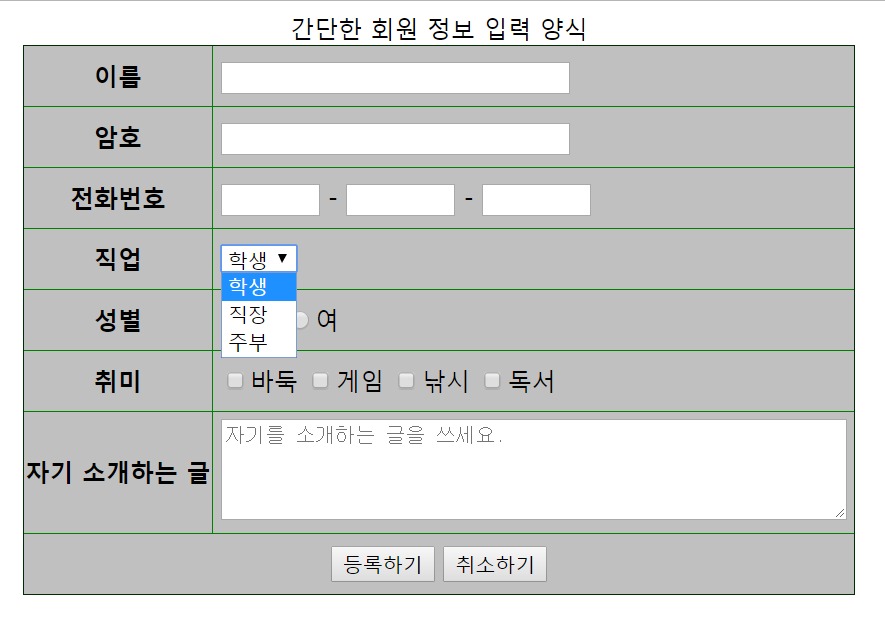 간단한 회원 정보 입력 양식
이름
암호
전화번호 - -
직업 학생
학생
직장
성별 여
주부
취미 바둑 게임 낚시 독서
자기를 소개하는 글을 쓰세요.
자기 소개하는 글
등록하기 취소하기